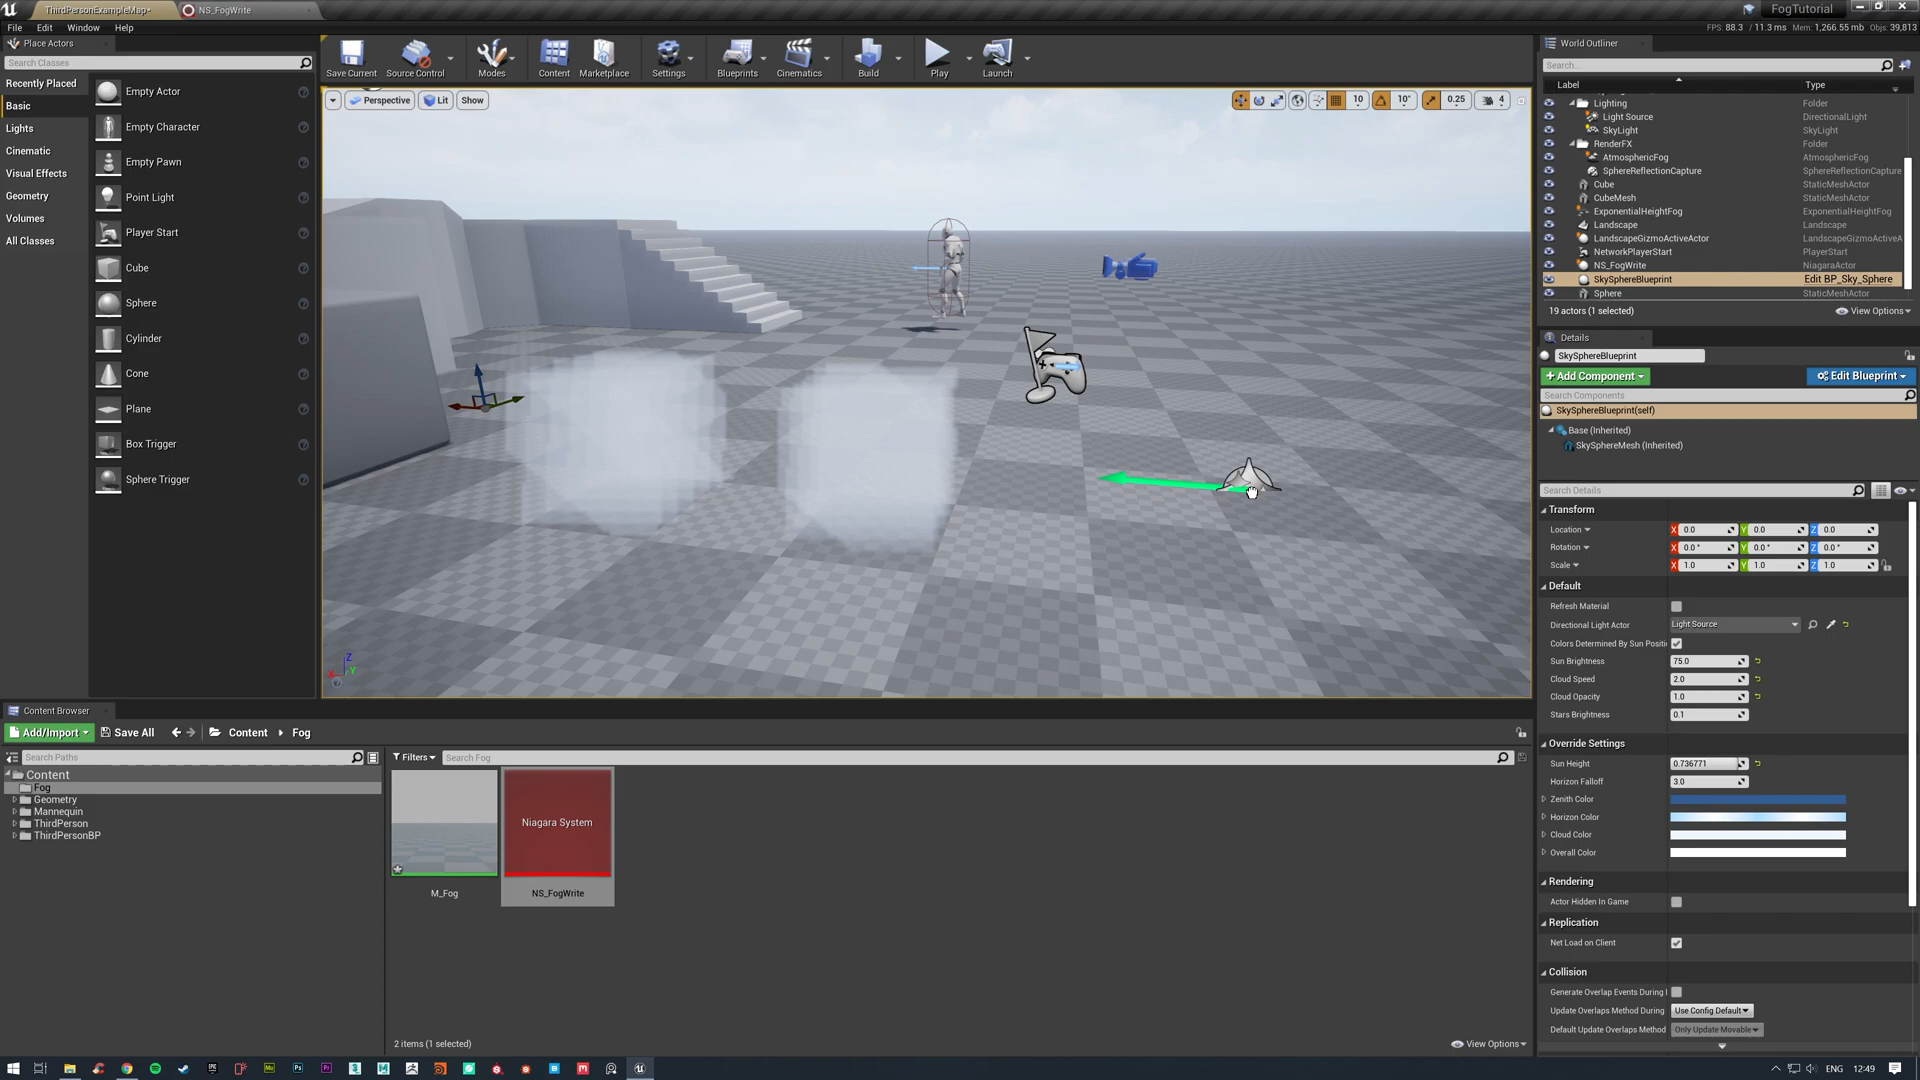 ThirdPersonExampleMap*
NS_FogWrite
FogTutorial
File Edit Window Help
FPS: 88.3 / 11.3 ms Mem: 1,266.55 mb Objs: 39,813
Place Actors
Search Classes
Recently Placed
Basic
Lights
Cinematic
Visual Effects
Geometry
Volumes
All Classes
Empty Actor
Empty Character
Empty Pawn
Point Light
Player Start
Cube
Sphere
Cylinder
Cone
Plane
Box Trigger
Sphere Trigger
Save Current
Source Control
Modes
Content
Marketplace
Settings
Blueprints
Cinematics
Build
Play
Launch
Perspective
Lit
Show
10
10°
0.25
4
Z
Y
X
World Outliner
Search...
Label Type
Lighting Folder
Light Source DirectionalLight
SkyLight SkyLight
RenderFX Folder
AtmosphericFog AtmosphericFog
SphereReflectionCapture SphereReflectionCapture
Cube StaticMeshActor
CubeMesh StaticMeshActor
ExponentialHeightFog ExponentialHeightFog
Landscape Landscape
LandscapeGizmoActiveActor LandscapeGizmoActiveA
NetworkPlayerStart PlayerStart
NS_FogWrite NiagaraActor
SkySphereBlueprint Edit BP_Sky_Sphere
Sphere StaticMeshActor
19 actors (1 selected)
View Options
Details
SkySphereBlueprint
+ Add Component
Edit Blueprint
Search Components
SkySphereBlueprint(self)
Base (Inherited)
SkySphereMesh (Inherited)
Search Details
Transform
Location X 0.0 Y 0.0 Z 0.0
Rotation X 0.0° Y 0.0° Z 0.0°
Scale X 1.0 Y 1.0 Z 1.0
Default
Refresh Material
Directional Light Actor Light Source
Colors Determined By Sun Positi
Sun Brightness 75.0
Cloud Speed 2.0
Cloud Opacity 1.0
Stars Brightness 0.1
Override Settings
Sun Height 0.736771
Horizon Falloff 3.0
Zenith Color
Horizon Color
Cloud Color
Overall Color
Rendering
Actor Hidden In Game
Replication
Net Load on Client
Collision
Generate Overlap Events During
Update Overlaps Method During Use Config Default
Default Update Overlaps Method Only Update Movable
Content Browser
Add/Import
Save All
Content
Fog
Search Paths
Filters
Search Fog
Content
Fog
Geometry
Mannequin
ThirdPerson
ThirdPersonBP
Niagara System
M_Fog
NS_FogWrite
2 items (1 selected)
View Options
Mu
Ps
Pr
3
B
M
ENG
12:49